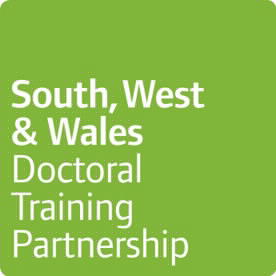 South, West
& Wales
Doctoral
Training
Partnership